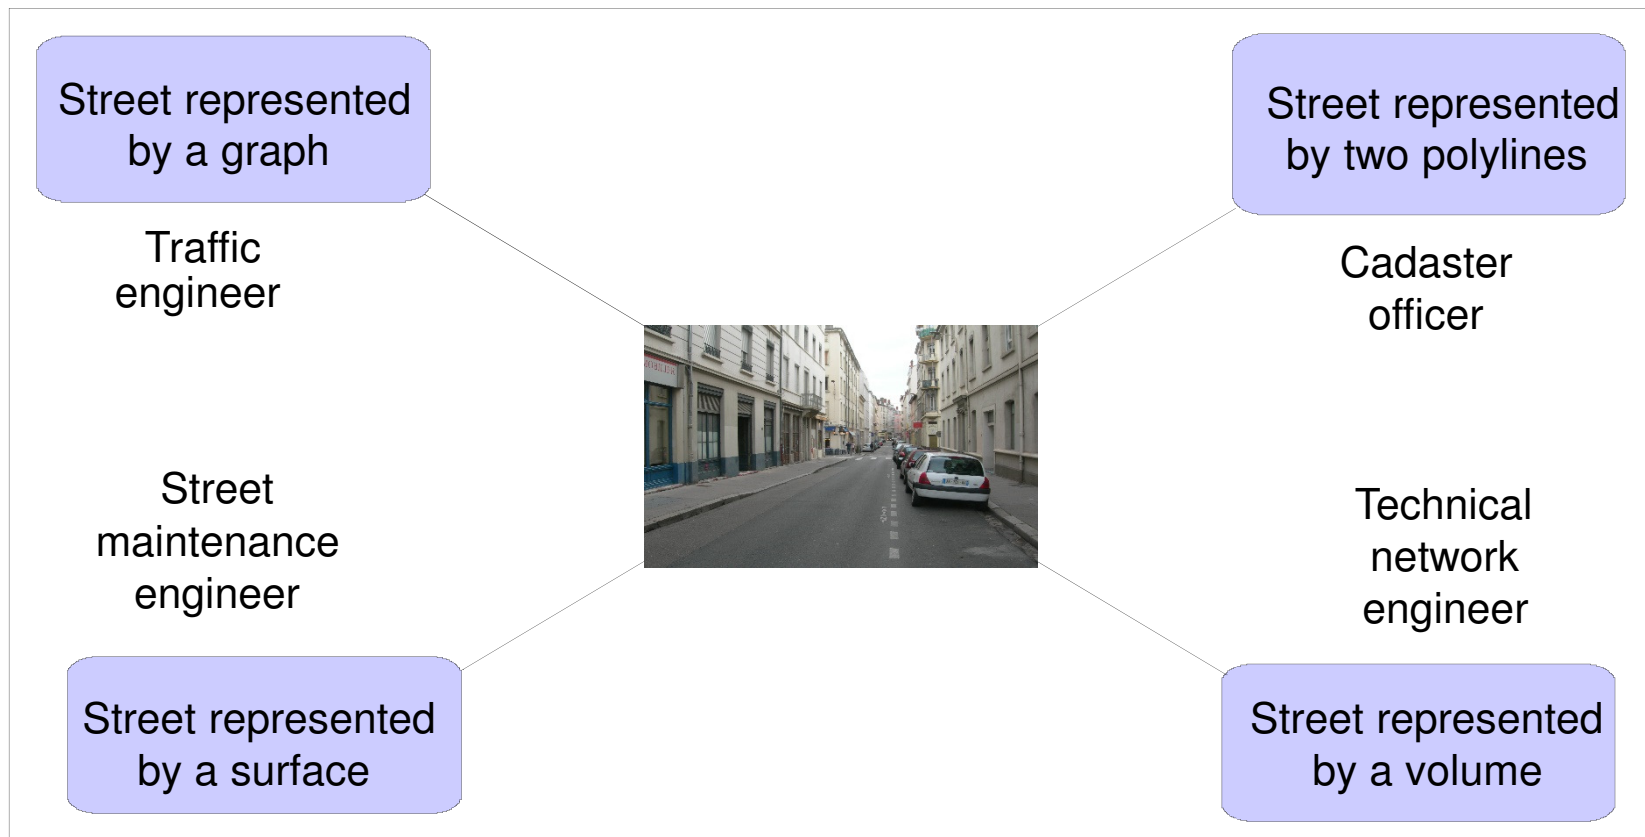 Street represented
by a graph
Street represented
by two polylines
Traffic
engineer
Cadaster
officer
Street
maintenance
engineer
Technical
network
engineer
Street represented
by a surface
Street represented
by a volume